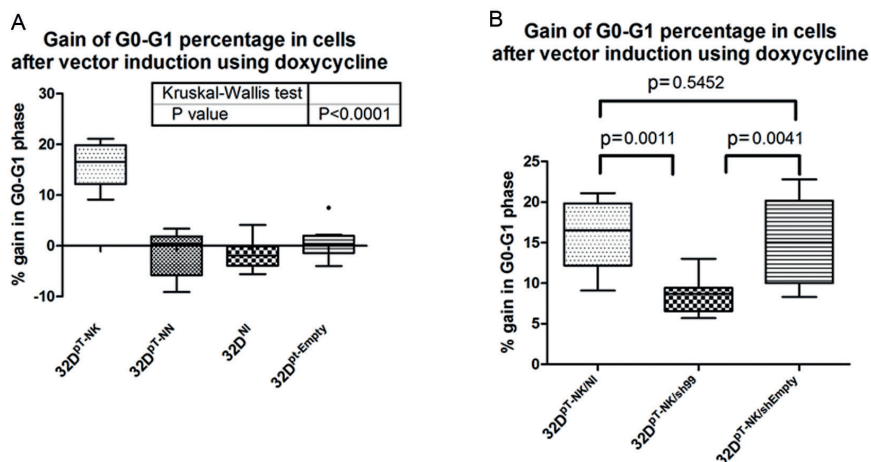 A
Gain of G0-G1 percentage in cells
after vector induction using doxycycline
Kruskal-Wallis test
P value P<0.0001
% gain in G0-G1 phase
30
20
10
0
-10
32DpT-NK
32DpT-NN
32DNI
32Dpt-Empty
B
Gain of G0-G1 percentage in cells
after vector induction using doxycycline
p=0.5452
p=0.0011
p=0.0041
% gain in G0-G1 phase
25
20
15
10
5
0
32DpT-NK/NI
32DpT-NK/sh99
32DpT-NK/shEmpty